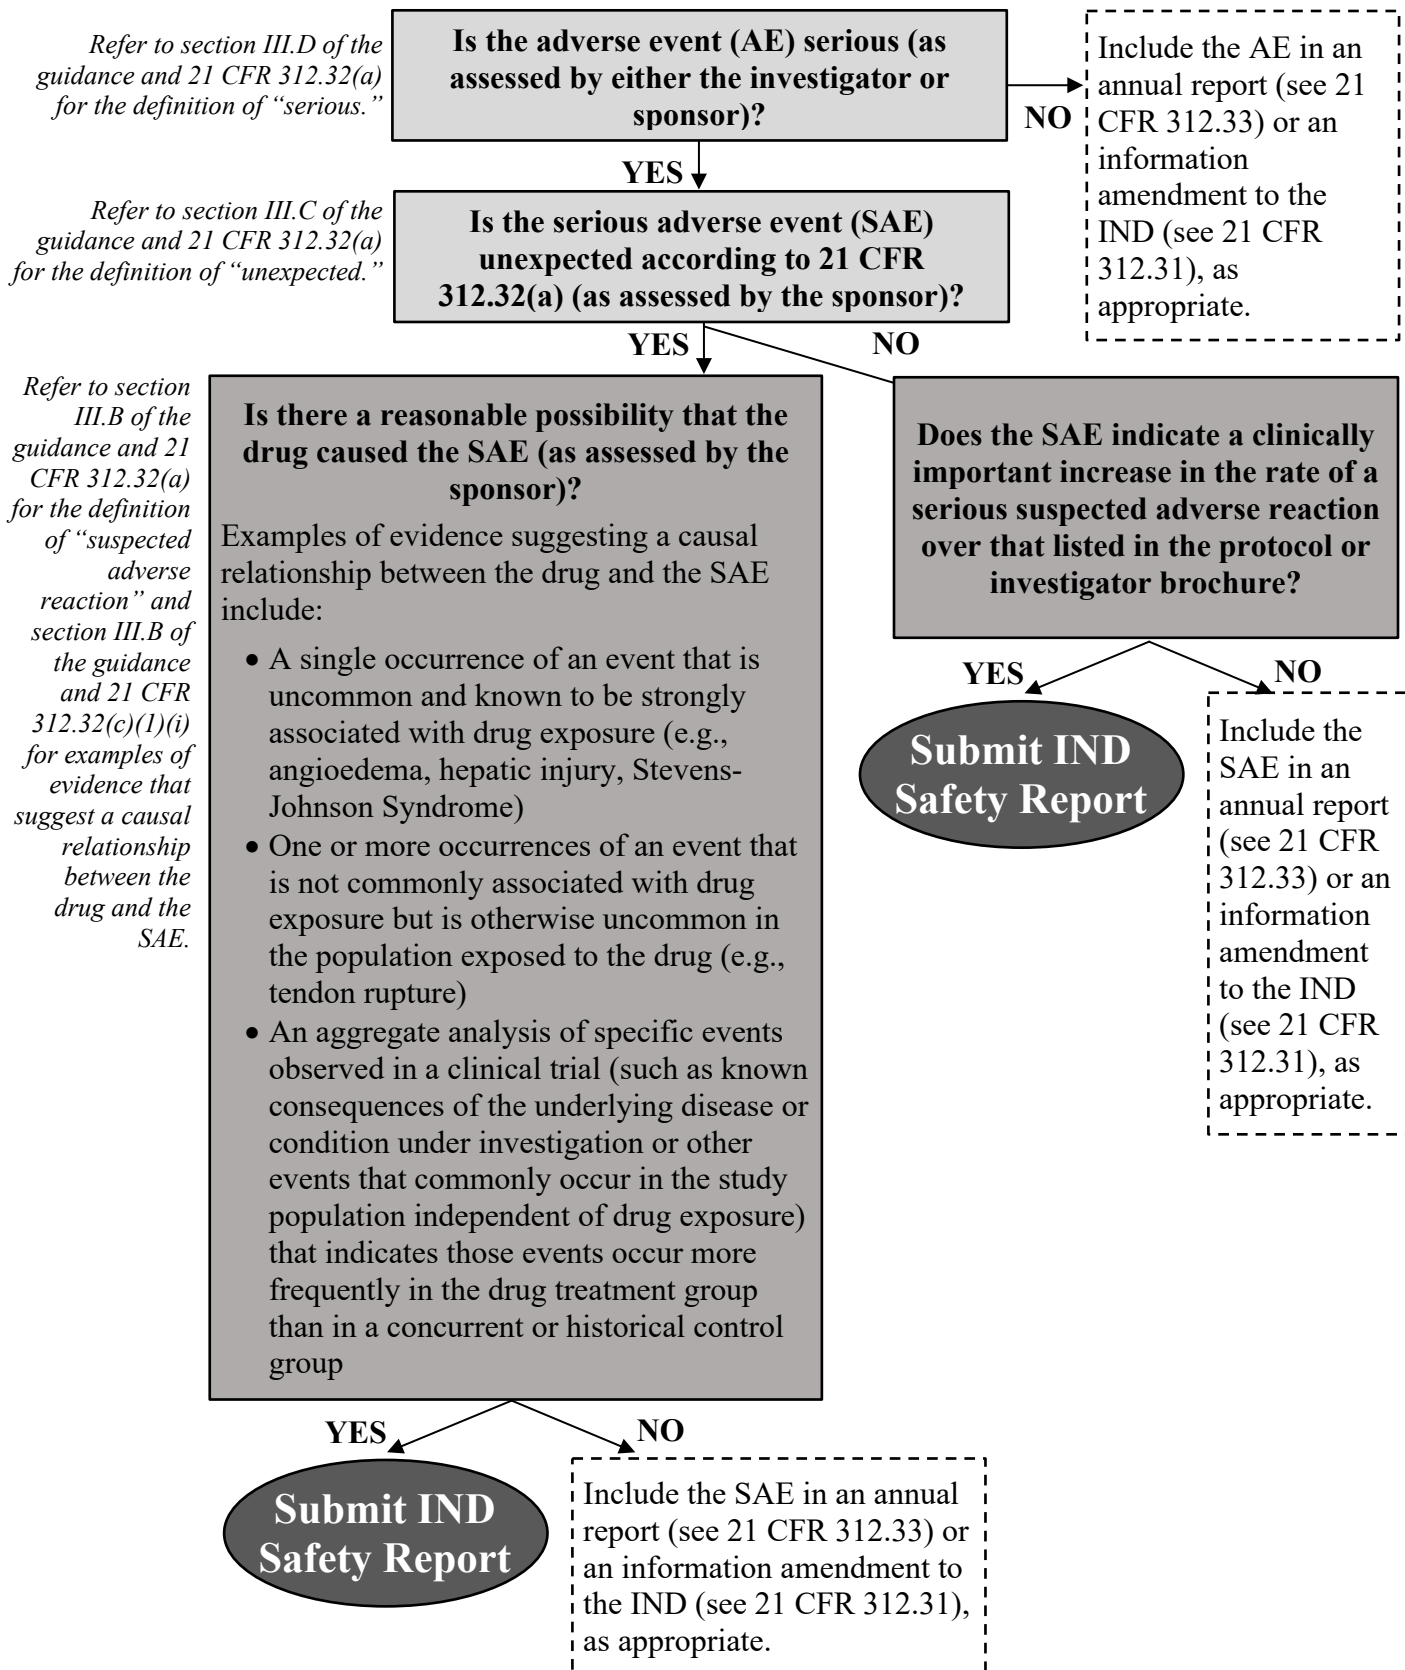 Refer to section III.D of the
guidance and 21 CFR 312.32(a)
for the definition of “serious.”
Is the adverse event (AE) serious (as
assessed by either the investigator or
sponsor)?
NO
Include the AE in an
annual report (see 21
CFR 312.33) or an
information
amendment to the
IND (see 21 CFR
312.31), as
appropriate.
YES
Refer to section III.C of the
guidance and 21 CFR 312.32(a)
for the definition of “unexpected.”
Is the serious adverse event (SAE)
unexpected according to 21 CFR
312.32(a) (as assessed by the sponsor)?
YES
NO
Refer to section
III.B of the
guidance and 21
CFR 312.32(a)
for the definition
of “suspected
adverse
reaction” and
section III.B of
the guidance
and 21 CFR
312.32(c)(1)(i)
for examples of
evidence that
suggest a causal
relationship
between the
drug and the
SAE.
Is there a reasonable possibility that the
drug caused the SAE (as assessed by the
sponsor)?
Examples of evidence suggesting a causal
relationship between the drug and the SAE
include:
• A single occurrence of an event that is
uncommon and known to be strongly
associated with drug exposure (e.g.,
angioedema, hepatic injury, Stevens-
Johnson Syndrome)
• One or more occurrences of an event that
is not commonly associated with drug
exposure but is otherwise uncommon in
the population exposed to the drug (e.g.,
tendon rupture)
• An aggregate analysis of specific events
observed in a clinical trial (such as known
consequences of the underlying disease or
condition under investigation or other
events that commonly occur in the study
population independent of drug exposure)
that indicates those events occur more
frequently in the drug treatment group
than in a concurrent or historical control
group
Does the SAE indicate a clinically
important increase in the rate of a
serious suspected adverse reaction
over that listed in the protocol or
investigator brochure?
YES
NO
Submit IND
Safety Report
Include the
SAE in an
annual report
(see 21 CFR
312.33) or an
information
amendment
to the IND
(see 21 CFR
312.31), as
appropriate.
YES
NO
Submit IND
Safety Report
Include the SAE in an annual
report (see 21 CFR 312.33) or
an information amendment to
the IND (see 21 CFR 312.31),
as appropriate.